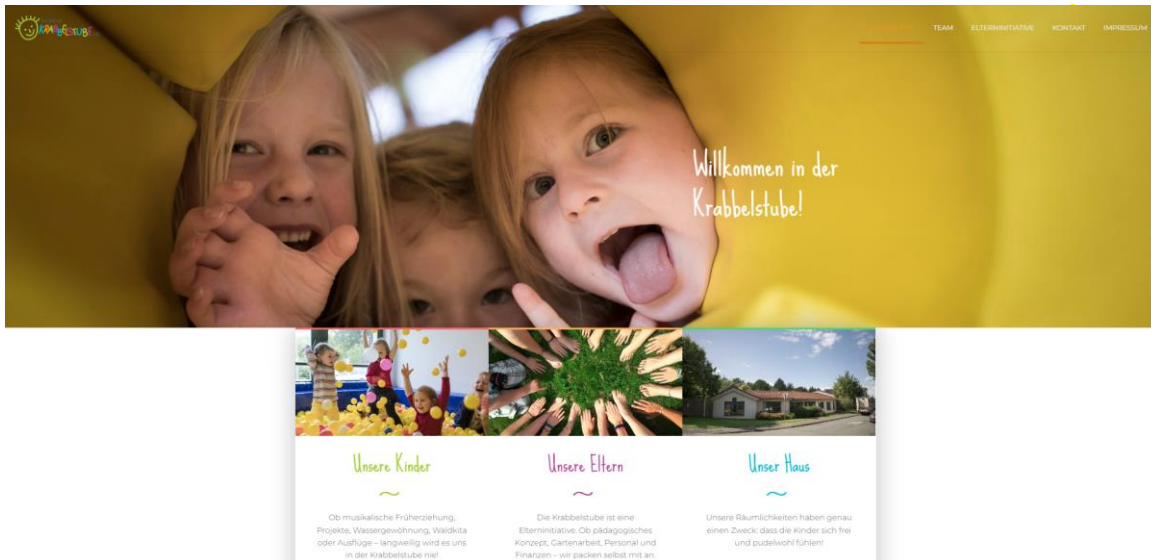 KRABBELSTUBE
TEAM ELTERNINITIATIVE KONTAKT IMPRESSUM
Willkommen in der
Krabbelstube!
Unsere Kinder
Ob musikalische Früherziehung,
Projekte, Wassergewöhnung, Waldkita
oder Ausflüge – langweilig wird es uns
in der Krabbelstube nie!
Unsere Eltern
Die Krabbelstube ist eine
Elterninitiative. Ob pädagogisches
Konzept, Gartenarbeit, Personal und
Finanzen – wir packen selbst mit an.
Unser Haus
Unsere Räumlichkeiten haben genau
einen Zweck: dass die Kinder sich frei
und pudelwohl fühlen!